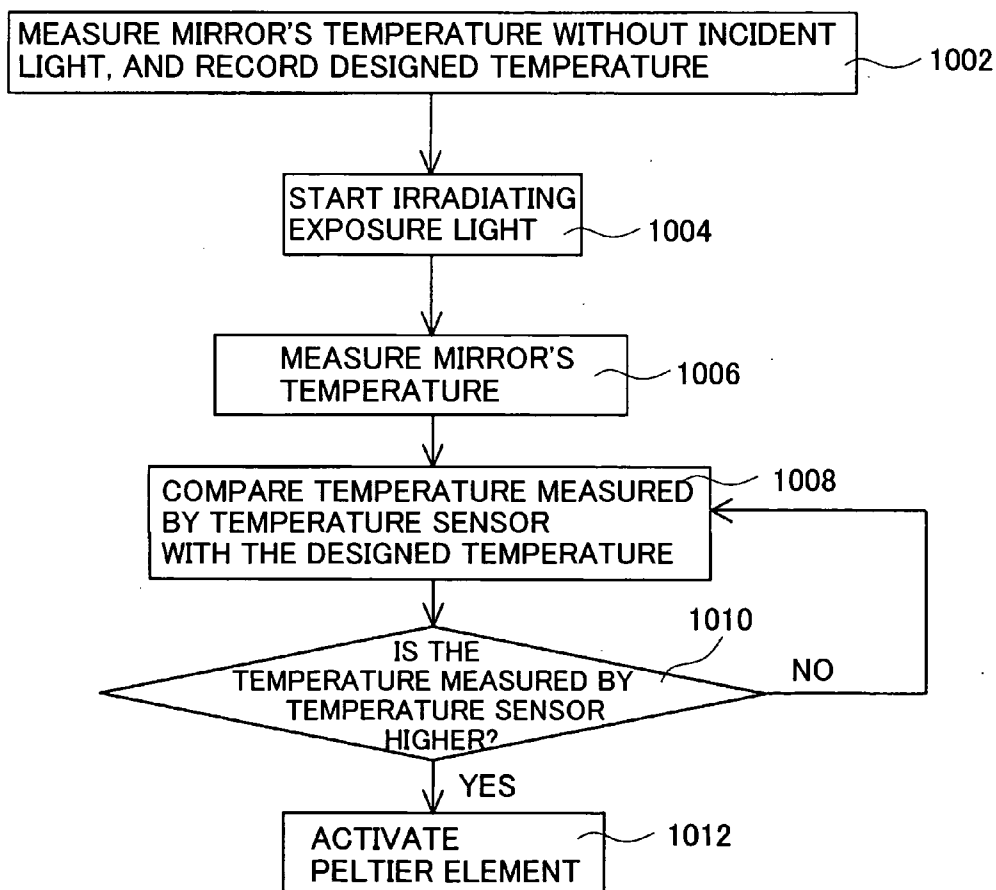 MEASURE MIRROR'S TEMPERATURE WITHOUT INCIDENT
LIGHT, AND RECORD DESIGNED TEMPERATURE
1002
START IRRADIATING
EXPOSURE LIGHT
1004
MEASURE MIRROR'S
TEMPERATURE
1006
1008
COMPARE TEMPERATURE MEASURED
BY TEMPERATURE SENSOR
WITH THE DESIGNED TEMPERATURE
1010
IS THE
TEMPERATURE MEASURED BY
TEMPERATURE SENSOR
HIGHER?
NO
YES
ACTIVATE
PELTIER ELEMENT
1012